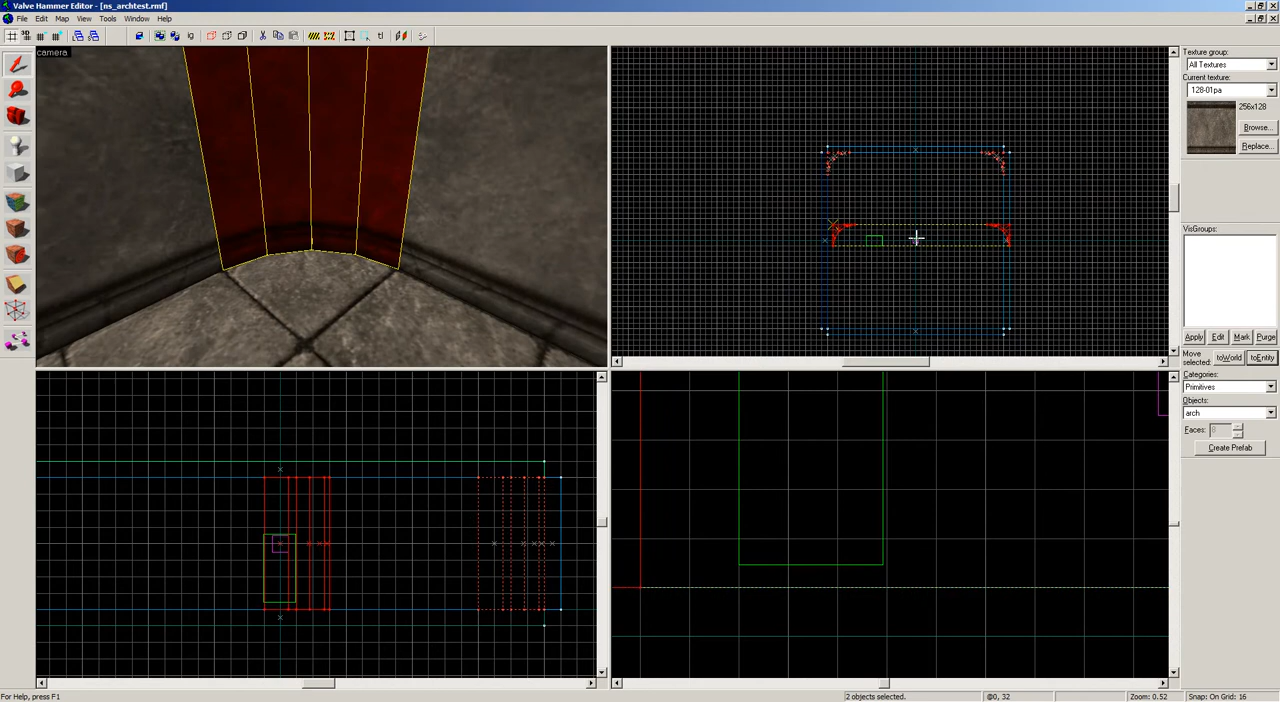 Valve Hammer Editor - [ns_archtest.rmf]
File Edit Map View Tools Window Help
camera
Texture group:
All Textures
Current texture:
128-01pa
256x128
Browse...
Replace...
VisGroups:
Apply Edit Mark Purge
Move
selected:
toWorld toEntity
Categories:
Primitives
Objects:
arch
Faces: 8
Create Prefab
For Help, press F1
2 objects selected.
@0, 32
Zoom: 0.52
Snap: On Grid: 16